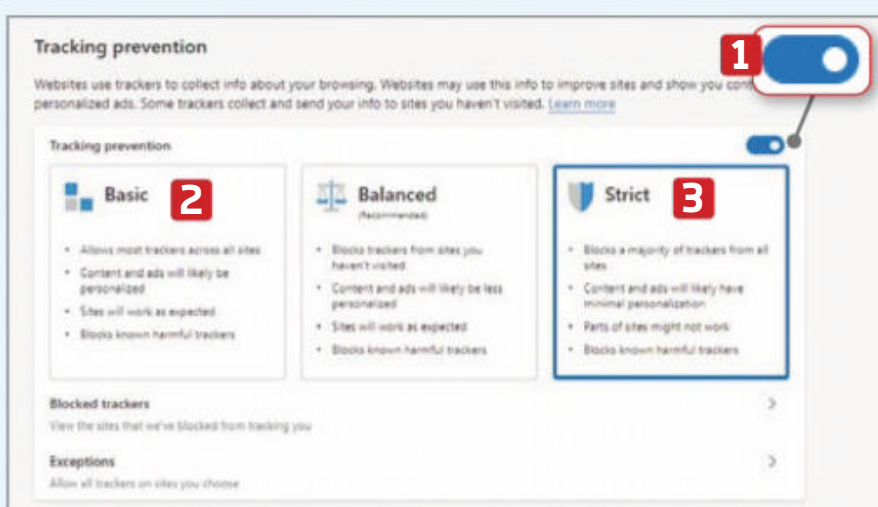 Tracking prevention
1
Websites use trackers to collect info about your browsing. Websites may use this info to improve sites and show you
personalized ads. Some trackers collect and send your info to sites you haven't visited. Learn more
Tracking prevention
Basic 2
Allows most trackers across all sites
Content and ads will likely be
personalized
Sites will work as expected
Blocks known harmful trackers
Balanced
(Recommended)
Blocks trackers from sites you
haven't visited
Content and ads will likely be less
personalized
Sites will work as expected
Blocks known harmful trackers
Strict 3
Blocks a majority of trackers from all
sites
Content and ads will likely have
minimal personalization
Parts of sites might not work
Blocks known harmful trackers
Blocked trackers
View the sites that we've blocked from tracking you
Exceptions
Allow all trackers on sites you choose